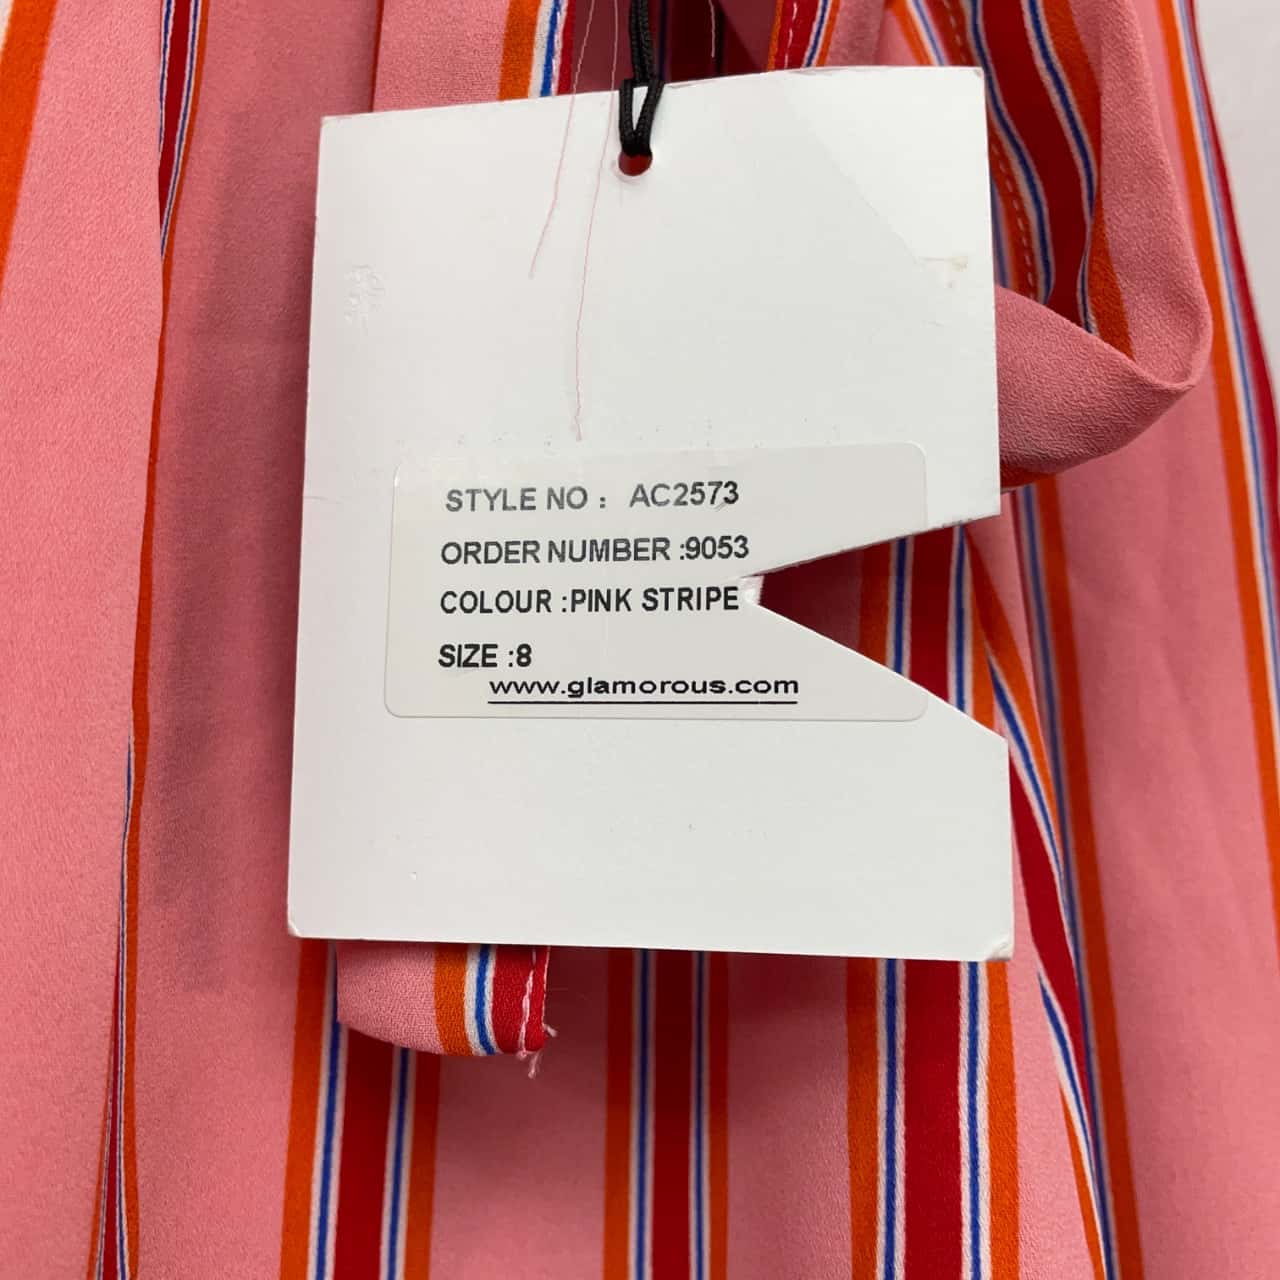 STYLE NO : AC2573
ORDER NUMBER :9053
COLOUR :PINK STRIPE
SIZE :8
www.glamorous.com